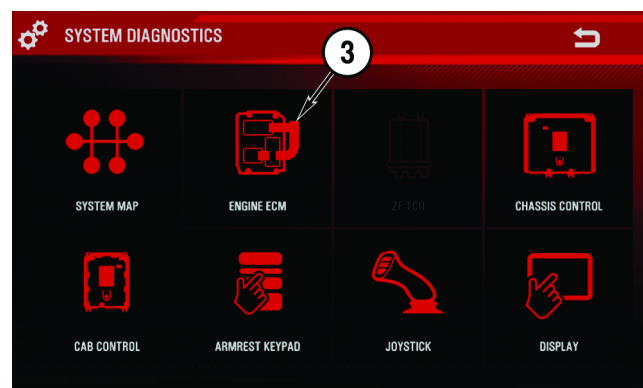 SYSTEM DIAGNOSTICS
3
SYSTEM MAP
ENGINE ECM
ZF TCU
CHASSIS CONTROL
CAB CONTROL
ARMREST KEYPAD
JOYSTICK
DISPLAY